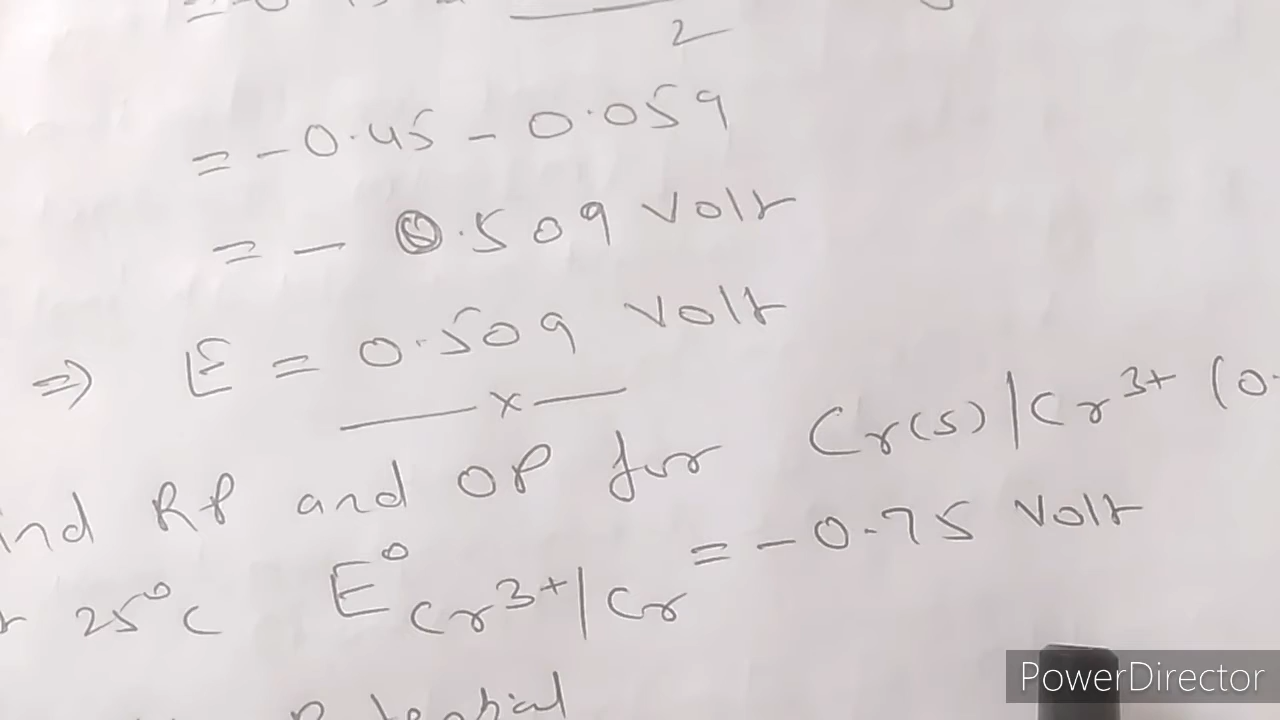 2
= - 0.45 - 0.059
= - 0.509 Volt
⇒ E = 0.509 Volt
x
ind RP and OP for Cr(s)|Cr³⁺ (0.
25°C E° Cr³⁺|Cr = -0.75 Volt
PowerDirector